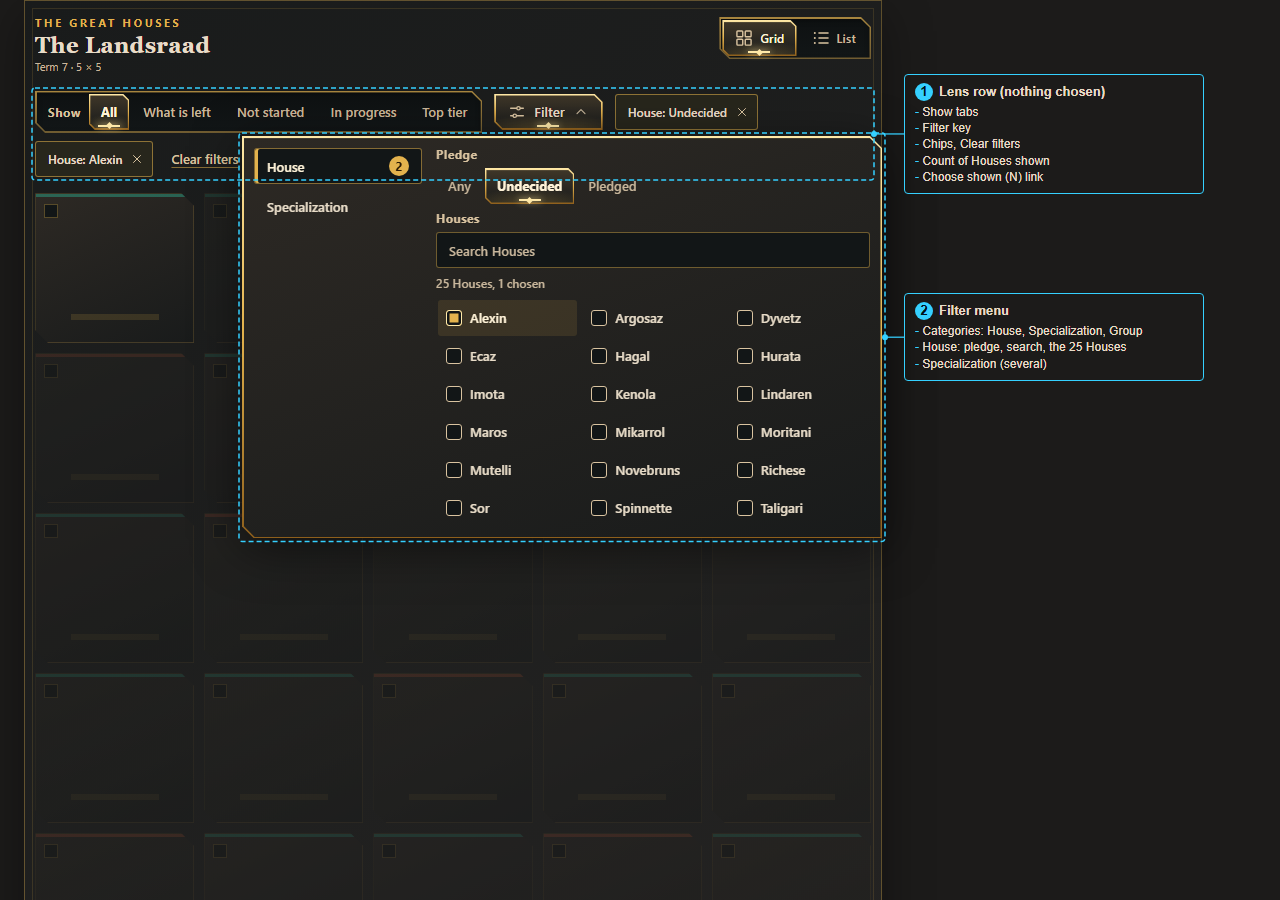 THE GREAT HOUSES
The Landsraad
Term 7 · 5 × 5
Grid
List
Show
All
What is left
Not started
In progress
Top tier
Filter
House: Undecided
House: Alexin
Clear filters
House
2
Specialization
Pledge
Any
Undecided
Pledged
Houses
Search Houses
25 Houses, 1 chosen
Alexin
Argosaz
Dyvetz
Ecaz
Hagal
Hurata
Imota
Kenola
Lindaren
Maros
Mikarrol
Moritani
Mutelli
Novebruns
Richese
Sor
Spinnette
Taligari
1 Lens row (nothing chosen)
- Show tabs
- Filter key
- Chips, Clear filters
- Count of Houses shown
- Choose shown (N) link
2 Filter menu
- Categories: House, Specialization, Group
- House: pledge, search, the 25 Houses
- Specialization (several)